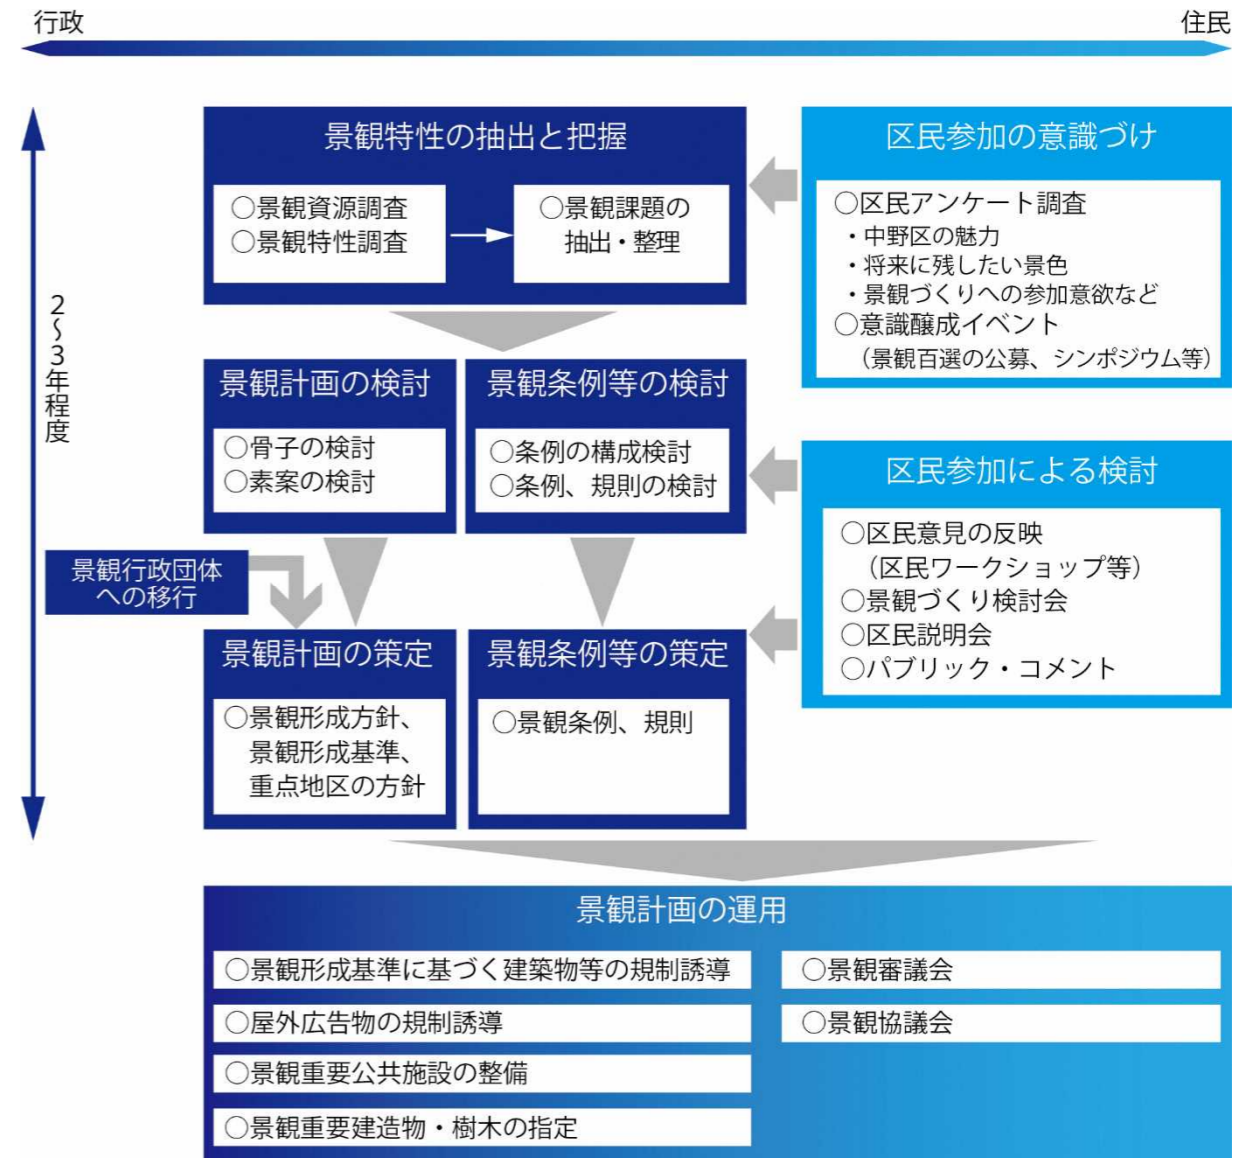 行政
住民
2～3年程度
景観特性の抽出と把握
○景観資源調査
○景観特性調査
○景観課題の
抽出・整理
区民参加の意識づけ
○区民アンケート調査
・中野区の魅力
・将来に残したい景色
・景観づくりへの参加意欲など
○意識醸成イベント
（景観百選の公募、シンポジウム等）
景観計画の検討
○骨子の検討
○素案の検討
景観条例等の検討
○条例の構成検討
○条例、規則の検討
区民参加による検討
○区民意見の反映
（区民ワークショップ等）
○景観づくり検討会
○区民説明会
○パブリック・コメント
景観行政団体
への移行
景観計画の策定
○景観形成方針、
景観形成基準、
重点地区の方針
景観条例等の策定
○景観条例、規則
景観計画の運用
○景観形成基準に基づく建築物等の規制誘導
○屋外広告物の規制誘導
○景観重要公共施設の整備
○景観重要建造物・樹木の指定
○景観審議会
○景観協議会